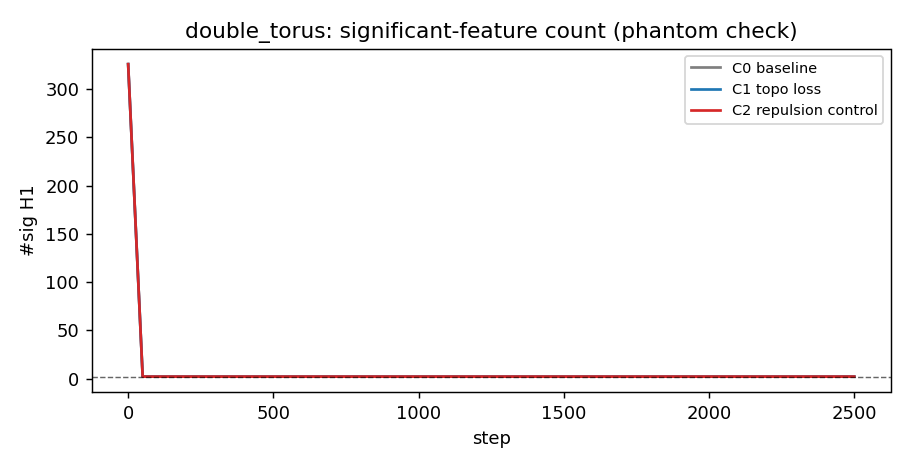 double_torus: significant-feature count (phantom check)
C0 baseline
C1 topo loss
C2 repulsion control
#sig H1
300
250
200
150
100
50
0
0 500 1000 1500 2000 2500
step